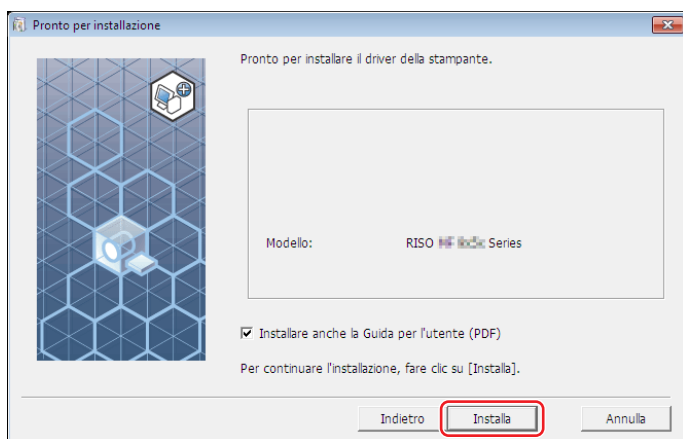 Pronto per installazione
Pronto per installare il driver della stampante.
Modello: RISO Series
Installare anche la Guida per l'utente (PDF)
Per continuare l'installazione, fare clic su [Installa].
Indietro Installa Annulla